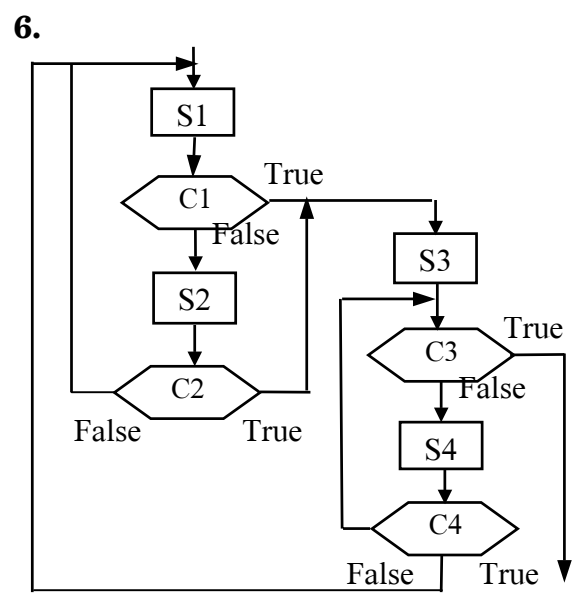 6.
S1
True
C1
False
S2
C2
False
True
S3
True
C3
False
S4
C4
False
True